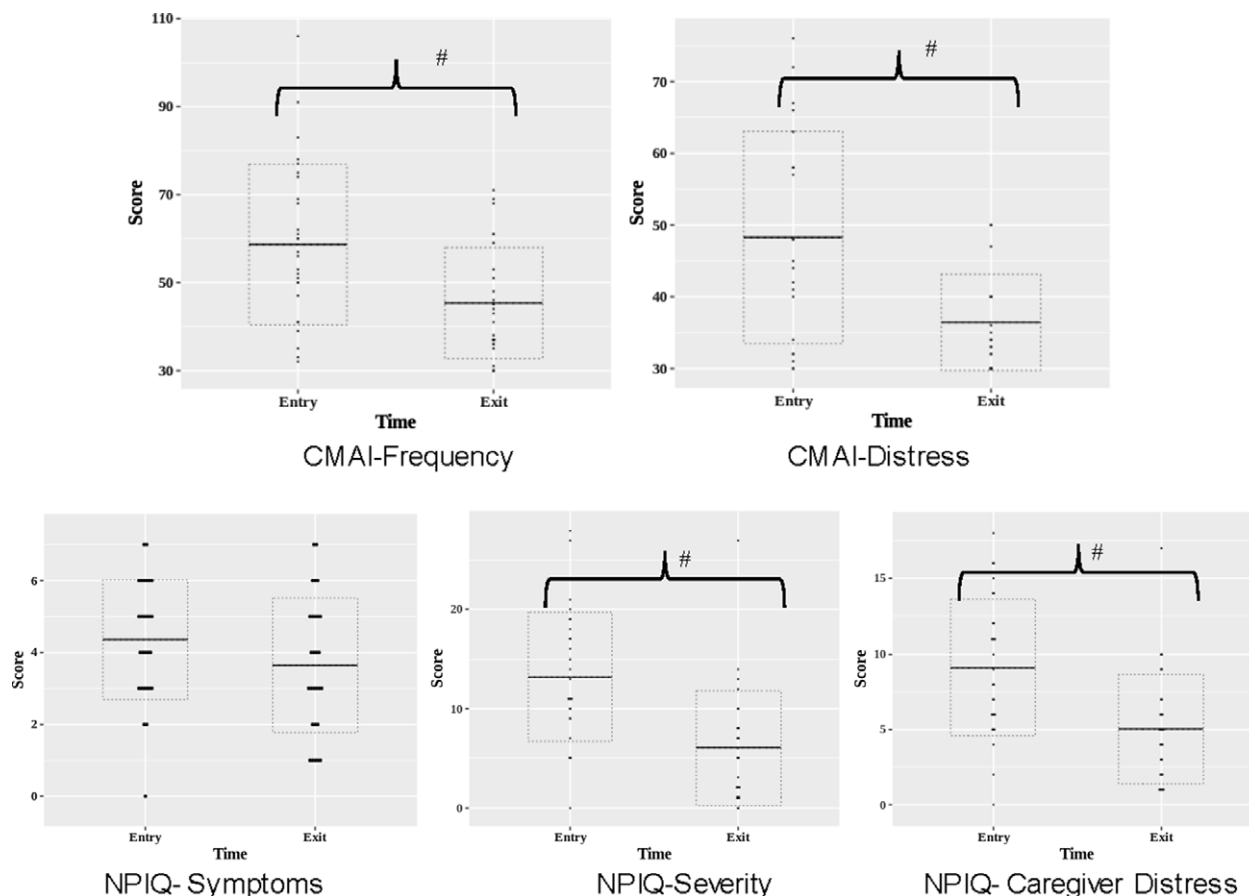 110
90
70
50
30
Score
#
Entry
Exit
Time
CMAI-Frequency
70
60
50
40
30
Score
#
Entry
Exit
Time
CMAI-Distress
6
4
2
0
Score
Entry
Exit
Time
NPIQ- Symptoms
20
10
0
Score
#
Entry
Exit
Time
NPIQ-Severity
15
10
5
0
Score
#
Entry
Exit
Time
NPIQ- Caregiver Distress